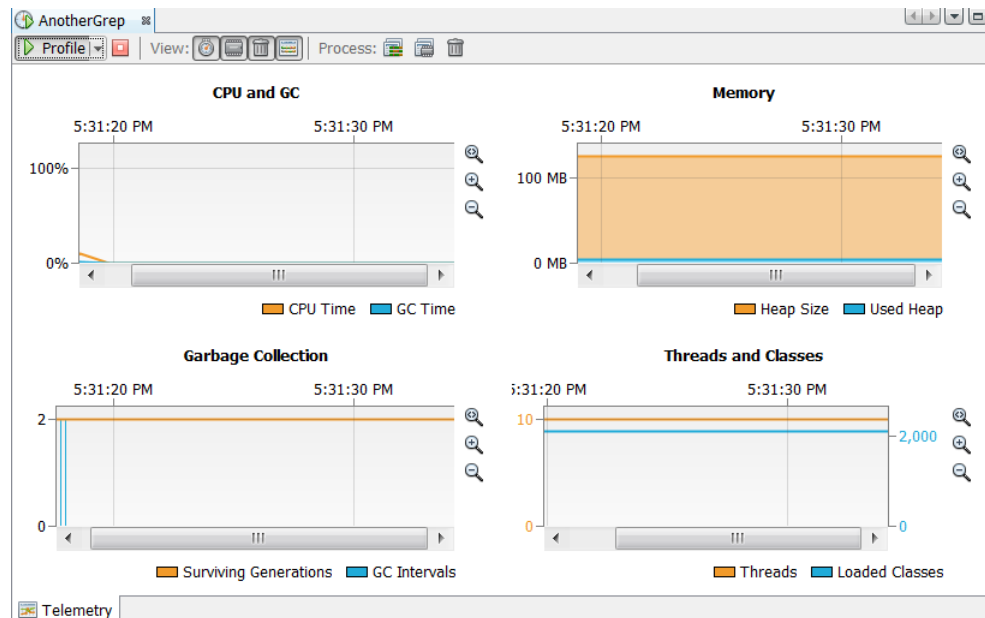 AnotherGrep
Profile View: Process:
CPU and GC
5:31:20 PM 5:31:30 PM
100%
0%
CPU Time GC Time
Memory
5:31:20 PM 5:31:30 PM
100 MB
0 MB
Heap Size Used Heap
Garbage Collection
5:31:20 PM 5:31:30 PM
2
0
Surviving Generations GC Intervals
Threads and Classes
5:31:20 PM 5:31:30 PM
10 2,000
0 0
Threads Loaded Classes
Telemetry